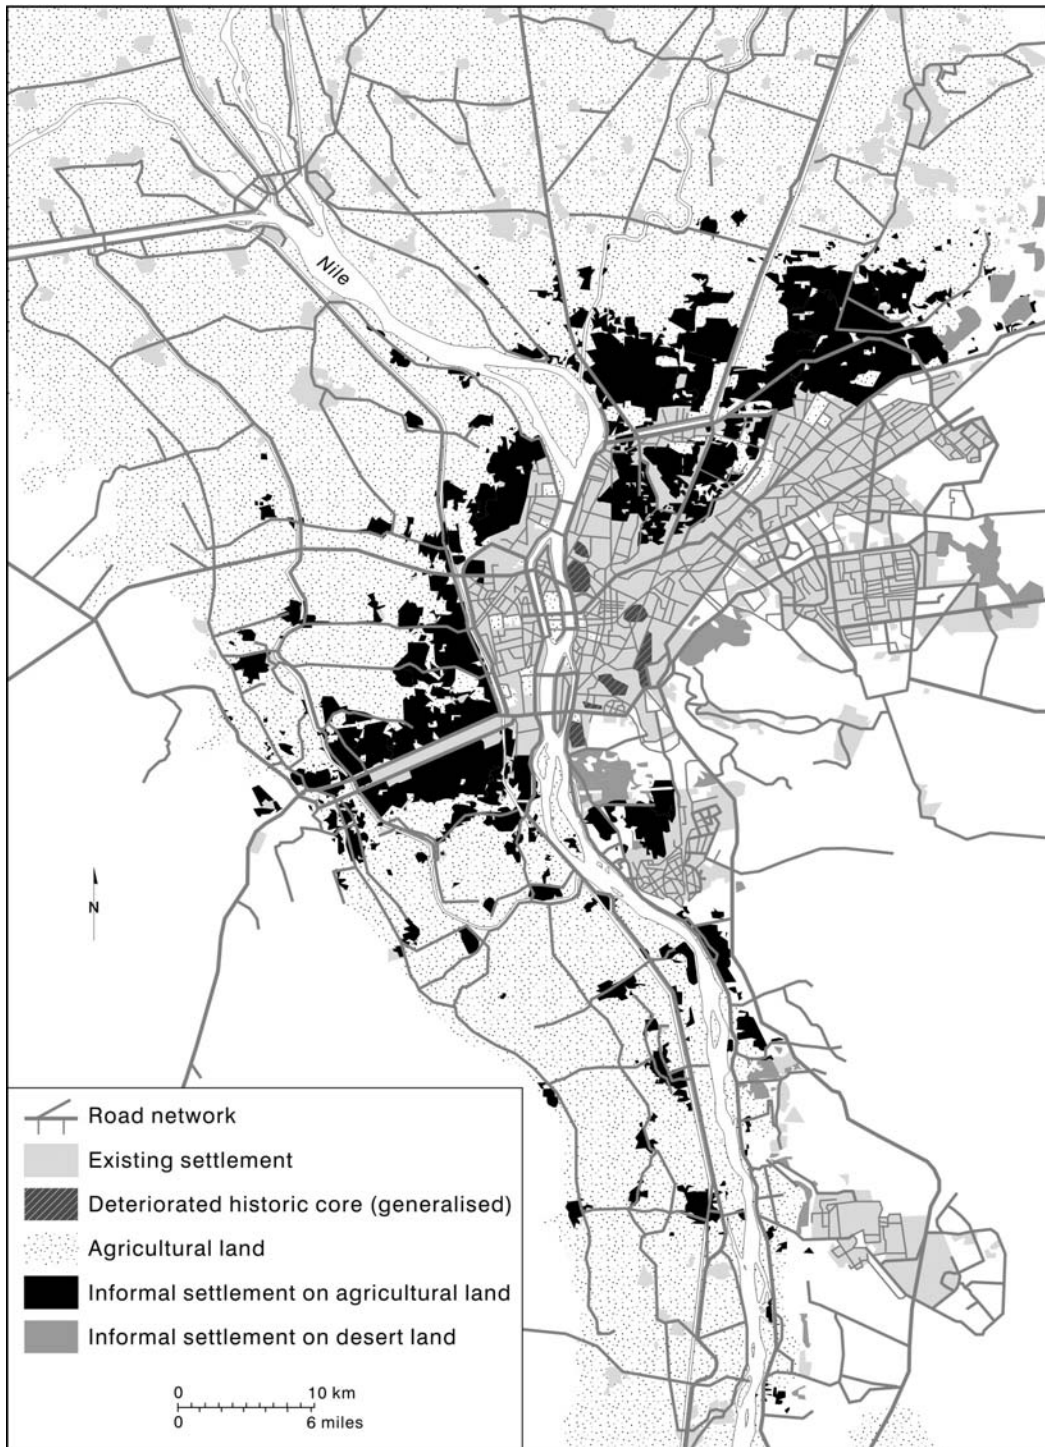 Nile
N
Road network
Existing settlement
Deteriorated historic core (generalised)
Agricultural land
Informal settlement on agricultural land
Informal settlement on desert land
0 10 km
0 6 miles